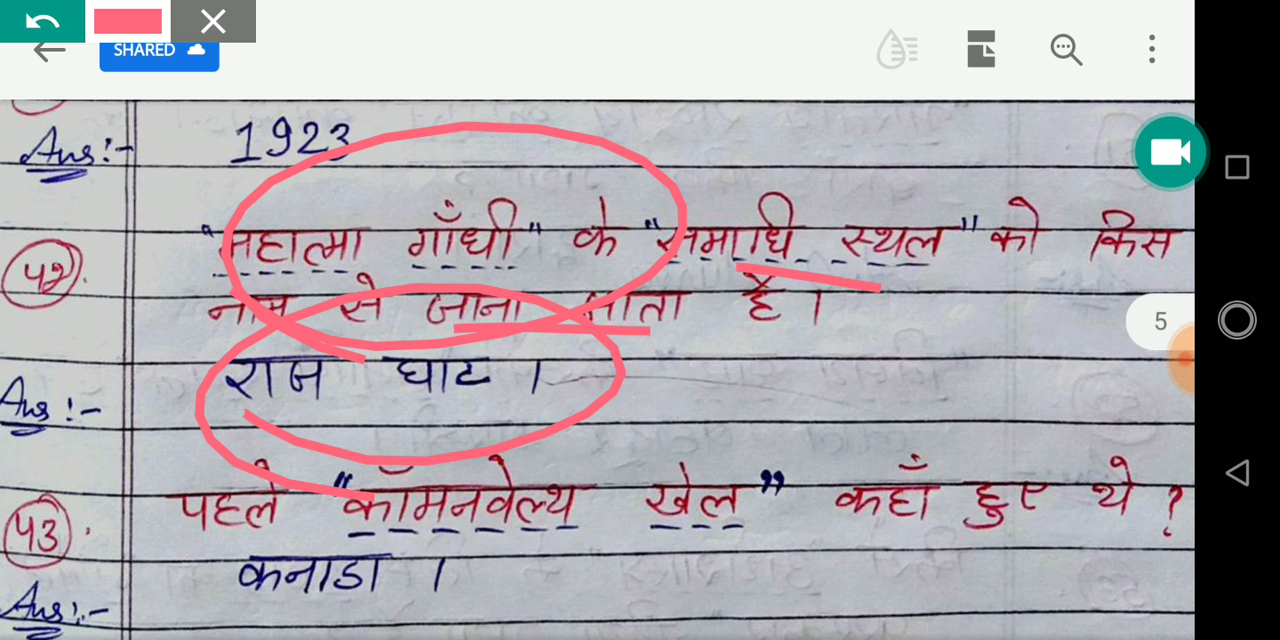 SHARED
Ans:- 1923
42. "महात्मा गाँधी" के "समाधि स्थल" को किस
नाम से जाना जाता है।
5
Ans:- राज घाट।
43. पहले "कॉमनवेल्थ खेल" कहाँ हुए थे?
Ans:- कनाडा।